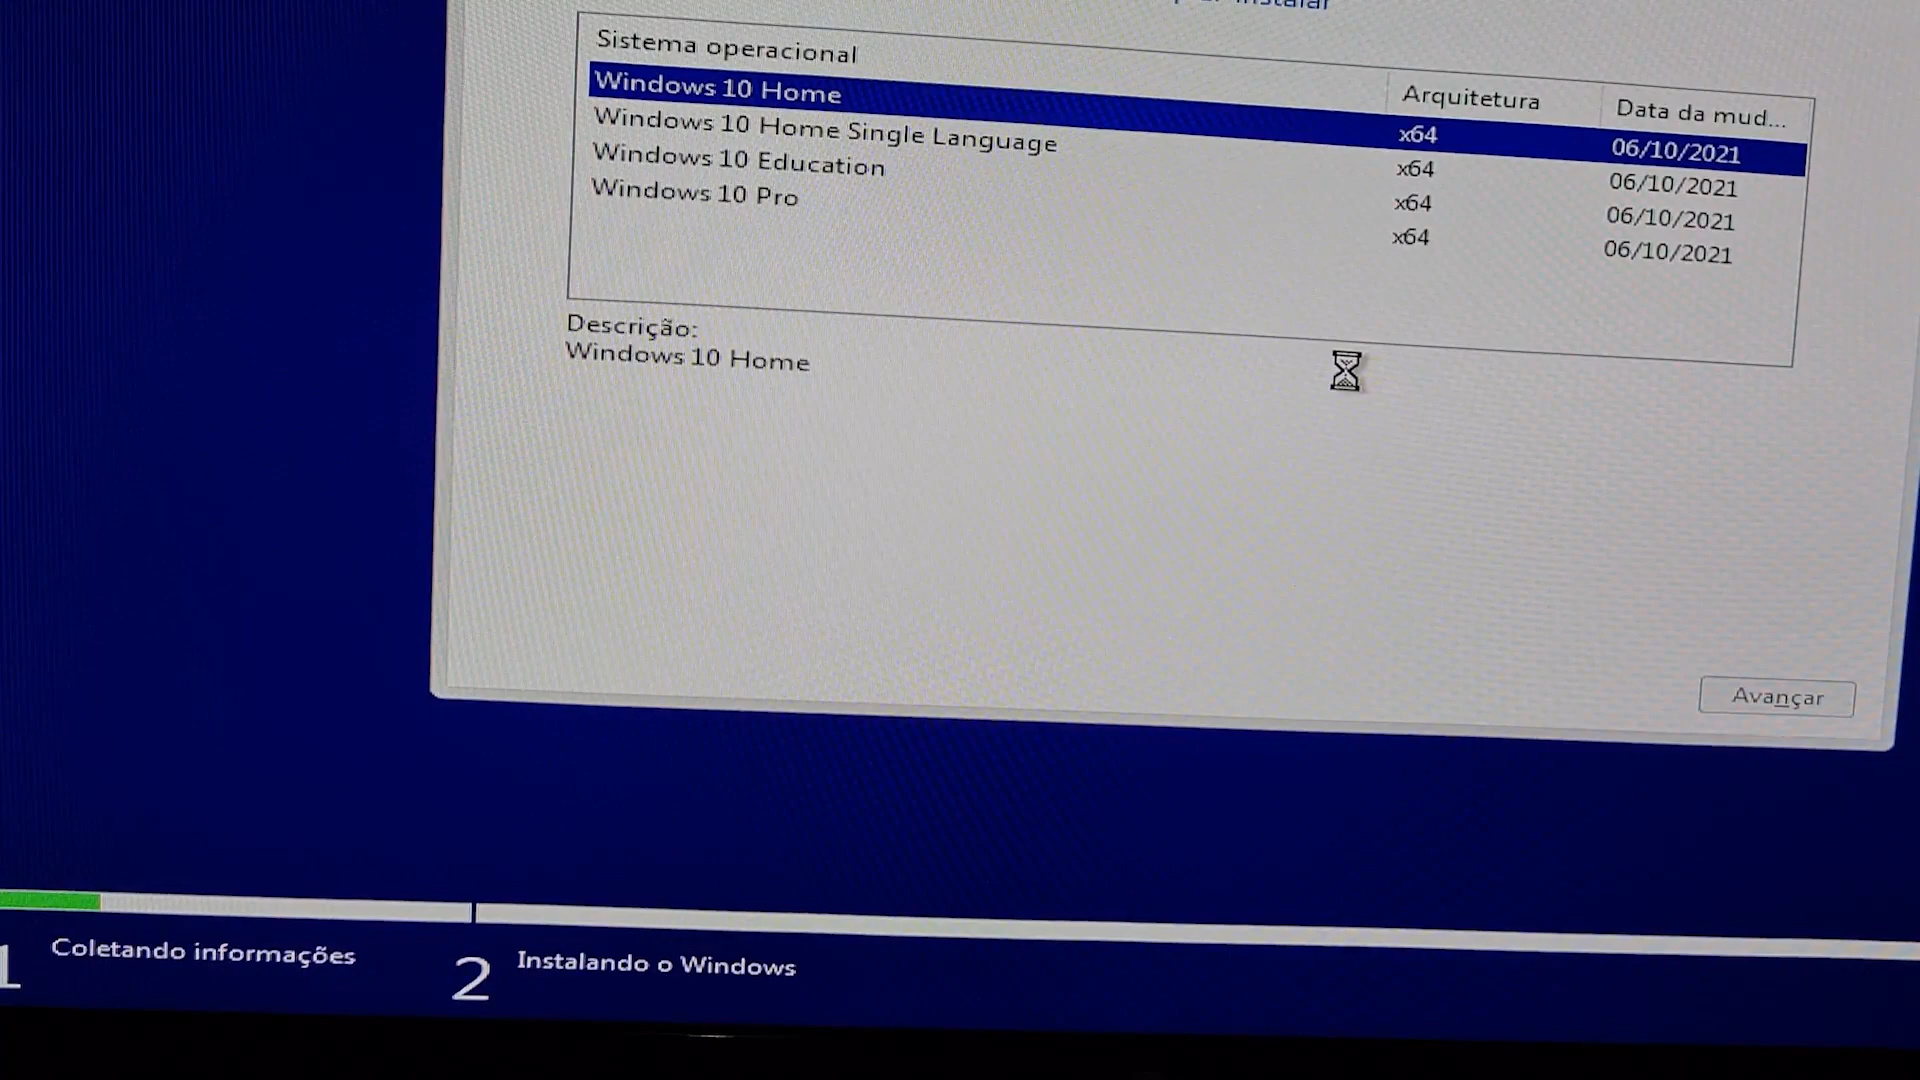 instalar
Sistema operacional Arquitetura Data da mud...
Windows 10 Home x64 06/10/2021
Windows 10 Home Single Language x64 06/10/2021
Windows 10 Education x64 06/10/2021
Windows 10 Pro x64 06/10/2021
Descrição:
Windows 10 Home
Avançar
1 Coletando informações 2 Instalando o Windows